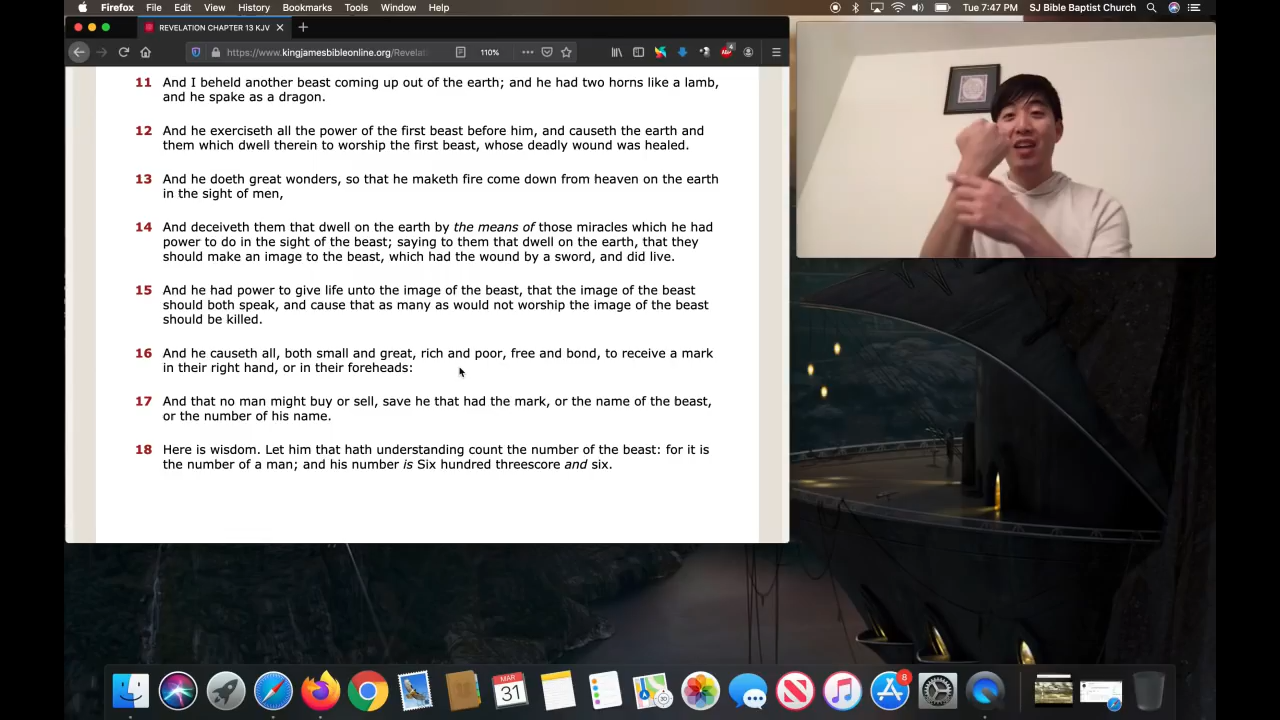 Firefox File Edit View History Bookmarks Tools Window Help
Tue 7:47 PM SJ Bible Baptist Church
REVELATION CHAPTER 13 KJV
https://www.kingjamesbibleonline.org/Revelat
110%
4
11 And I beheld another beast coming up out of the earth; and he had two horns like a lamb,
and he spake as a dragon.
12 And he exerciseth all the power of the first beast before him, and causeth the earth and
them which dwell therein to worship the first beast, whose deadly wound was healed.
13 And he doeth great wonders, so that he maketh fire come down from heaven on the earth
in the sight of men,
14 And deceiveth them that dwell on the earth by the means of those miracles which he had
power to do in the sight of the beast; saying to them that dwell on the earth, that they
should make an image to the beast, which had the wound by a sword, and did live.
15 And he had power to give life unto the image of the beast, that the image of the beast
should both speak, and cause that as many as would not worship the image of the beast
should be killed.
16 And he causeth all, both small and great, rich and poor, free and bond, to receive a mark
in their right hand, or in their foreheads:
17 And that no man might buy or sell, save he that had the mark, or the name of the beast,
or the number of his name.
18 Here is wisdom. Let him that hath understanding count the number of the beast: for it is
the number of a man; and his number is Six hundred threescore and six.
MAR
31
8